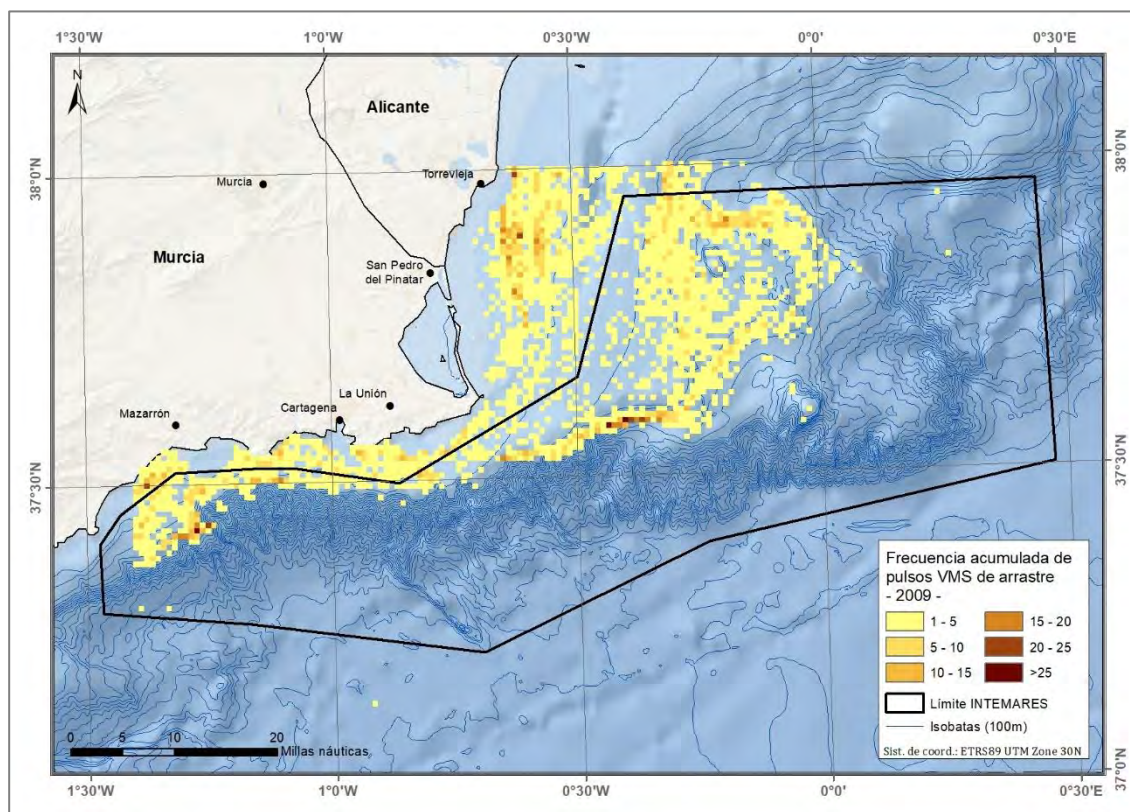 1°30'W 1°0'W 0°30'W 0°0' 0°30'E
N
Alicante
38°0'N 38°0'N
Murcia
Torrevieja
Murcia
San Pedro
del Pinatar
La Unión
Mazarrón
Cartagena
37°30'N 37°30'N
Frecuencia acumulada de
pulsos VMS de arrastre
- 2009 -
1 - 5 15 - 20
5 - 10 20 - 25
10 - 15 >25
Límite INTEMARES
Isobatas (100m)
Sist. de coord.: ETRS89 UTM Zone 30N
0 5 10 20
Millas náuticas
37°0'N
1°30'W 1°0'W 0°30'W 0°0' 0°30'E